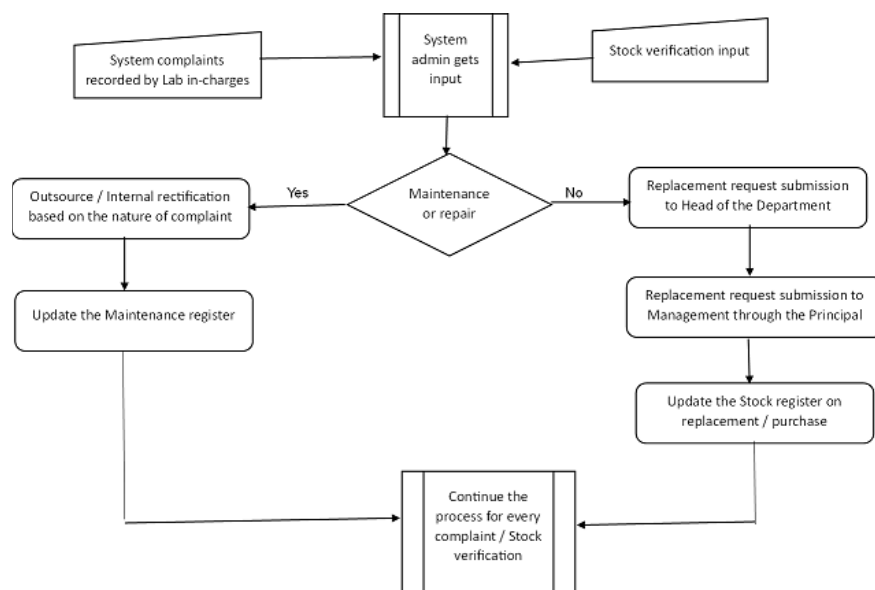 System complaints
recorded by Lab in-charges
System
admin gets
input
Stock verification input
Maintenance
or repair
Yes
No
Outsource / Internal rectification
based on the nature of complaint
Replacement request submission
to Head of the Department
Update the Maintenance register
Replacement request submission to
Management through the Principal
Update the Stock register on
replacement / purchase
Continue the
process for every
complaint / Stock
verification